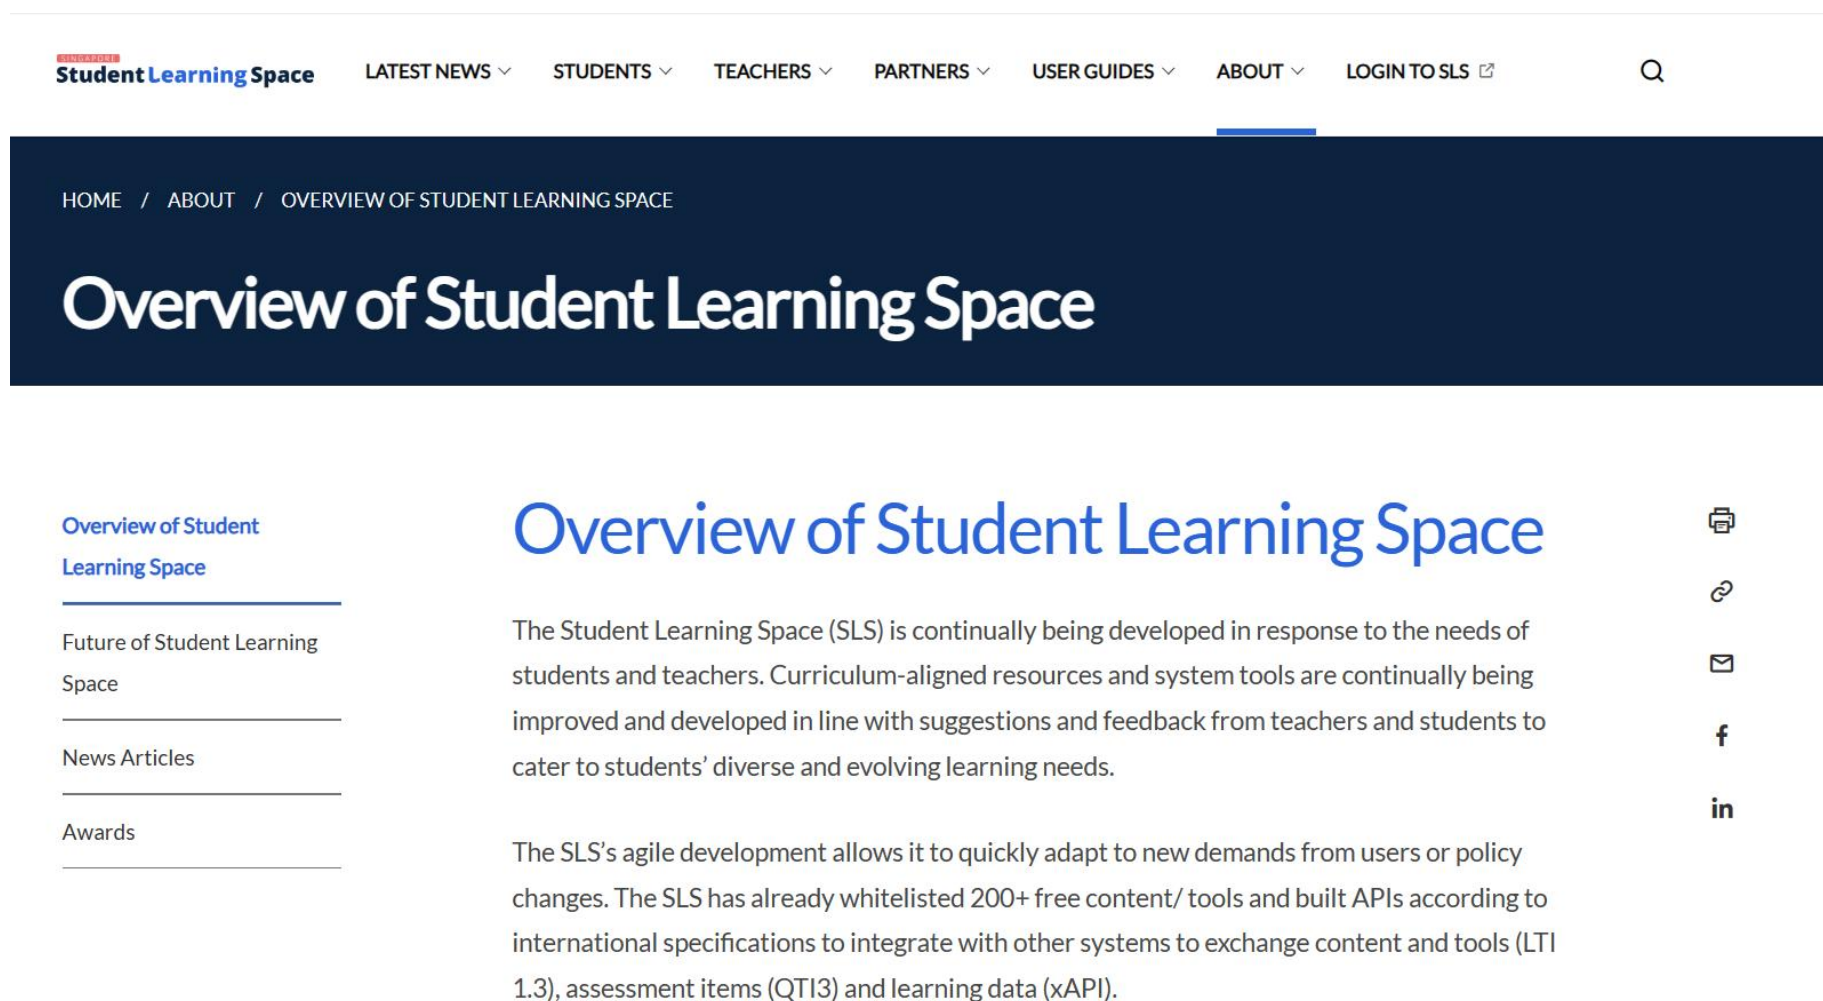 SINGAPORE
Student Learning Space
LATEST NEWS
STUDENTS
TEACHERS
PARTNERS
USER GUIDES
ABOUT
LOGIN TO SLS
HOME / ABOUT / OVERVIEW OF STUDENT LEARNING SPACE
Overview of Student Learning Space
Overview of Student
Learning Space
Future of Student Learning
Space
News Articles
Awards
Overview of Student Learning Space
The Student Learning Space (SLS) is continually being developed in response to the needs of
students and teachers. Curriculum-aligned resources and system tools are continually being
improved and developed in line with suggestions and feedback from teachers and students to
cater to students’ diverse and evolving learning needs.
The SLS’s agile development allows it to quickly adapt to new demands from users or policy
changes. The SLS has already whitelisted 200+ free content/ tools and built APIs according to
international specifications to integrate with other systems to exchange content and tools (LTI
1.3), assessment items (QTI3) and learning data (xAPI).